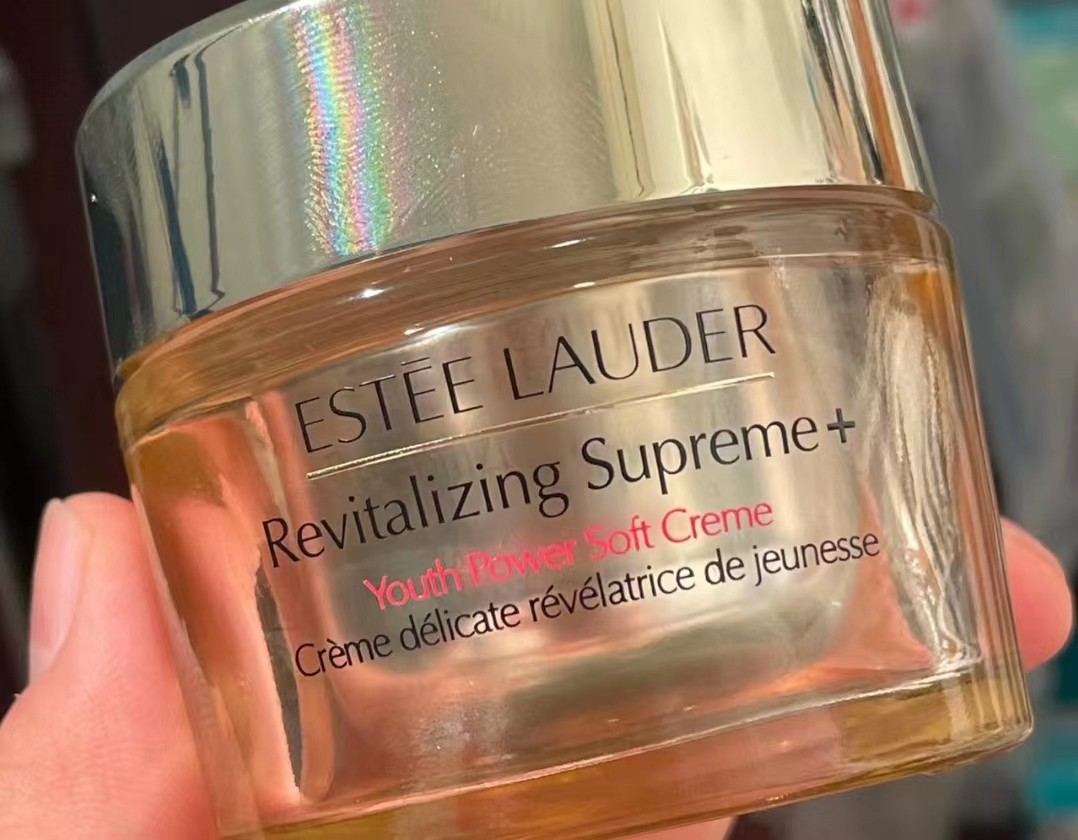 ESTĒE LAUDER
Revitalizing Supreme+
Youth Power Soft Creme
Crème délicate révélatrice de jeunesse